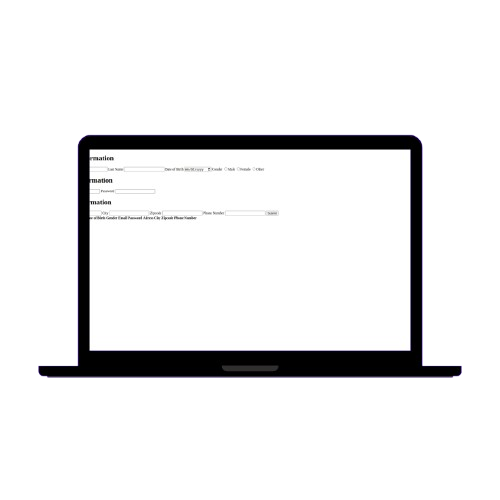 rmation
Last Name Date of Birth mm/dd/yyyy Gender Male Female Other
rmation
Password
rmation
City Zipcode Phone Number Submit
of Birth Gender Email Password Adress City Zipcode Phone Number